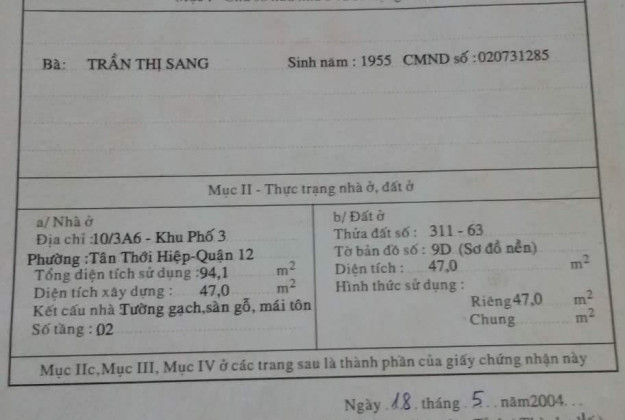 Bà: TRẦN THỊ SANG Sinh năm : 1955 CMND số :020731285
Mục II - Thực trạng nhà ở, đất ở
a/ Nhà ở
Địa chỉ :10/3A6 - Khu Phố 3
Phường :Tân Thới Hiệp-Quận 12
Tổng diện tích sử dụng :94,1 m²
Diện tích xây dựng : 47,0 m²
Kết cấu nhà Tường gạch,sàn gỗ, mái tôn
Số tầng : 02
b/ Đất ở
Thửa đất số : 311 - 63
Tờ bản đồ số : 9D (Sơ đồ nền)
Diện tích : 47,0 m²
Hình thức sử dụng :
Riêng 47,0 m²
Chung m²
Mục IIc,Mục III, Mục IV ở các trang sau là thành phần của giấy chứng nhận này
Ngày .18. tháng .5. . năm2004. . .